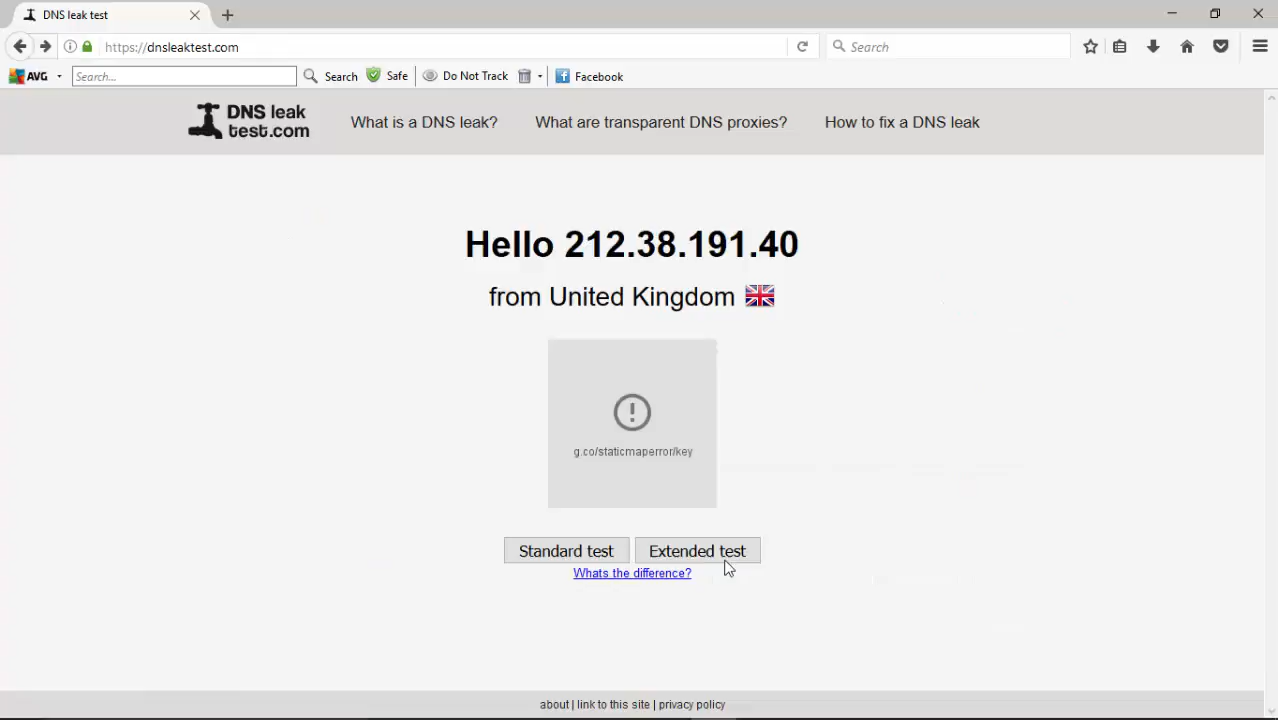 DNS leak test
https://dnsleaktest.com
Search
AVG
Search...
Search
Safe
Do Not Track
Facebook
DNS leak
test.com
What is a DNS leak?
What are transparent DNS proxies?
How to fix a DNS leak
Hello 212.38.191.40
from United Kingdom
g.co/staticmaperror/key
Standard test
Extended test
Whats the difference?
about | link to this site | privacy policy